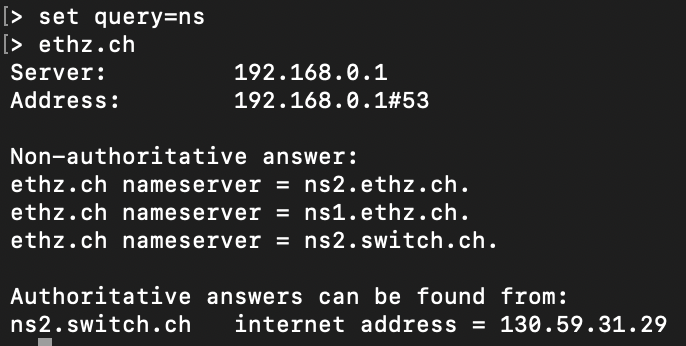 [> set query=ns
[> ethz.ch
Server:         192.168.0.1
Address:        192.168.0.1#53

Non-authoritative answer:
ethz.ch nameserver = ns2.ethz.ch.
ethz.ch nameserver = ns1.ethz.ch.
ethz.ch nameserver = ns2.switch.ch.

Authoritative answers can be found from:
ns2.switch.ch   internet address = 130.59.31.29